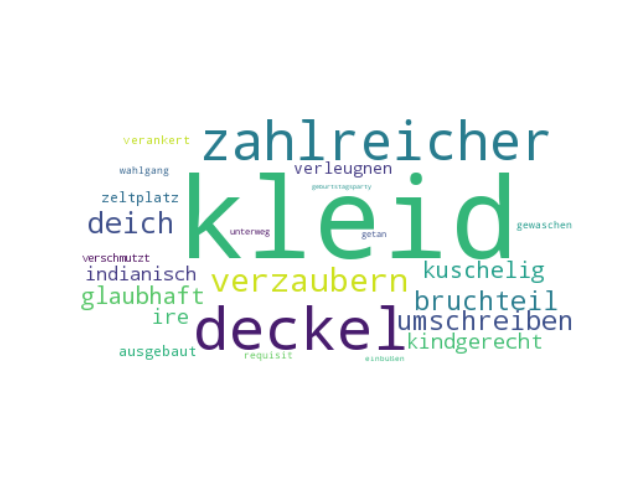 zahlreicher
verankert
verleugnen
wahlgang
kleid
geburtstagsparty
zeltplatz
deich
gewaschen
unterweg
getan
verschmutzt
indianisch
kuschelig
verzaubern
glaubhaft
bruchteil
deckel
ire
umschreiben
kindgerecht
ausgebaut
requisit
einbußen